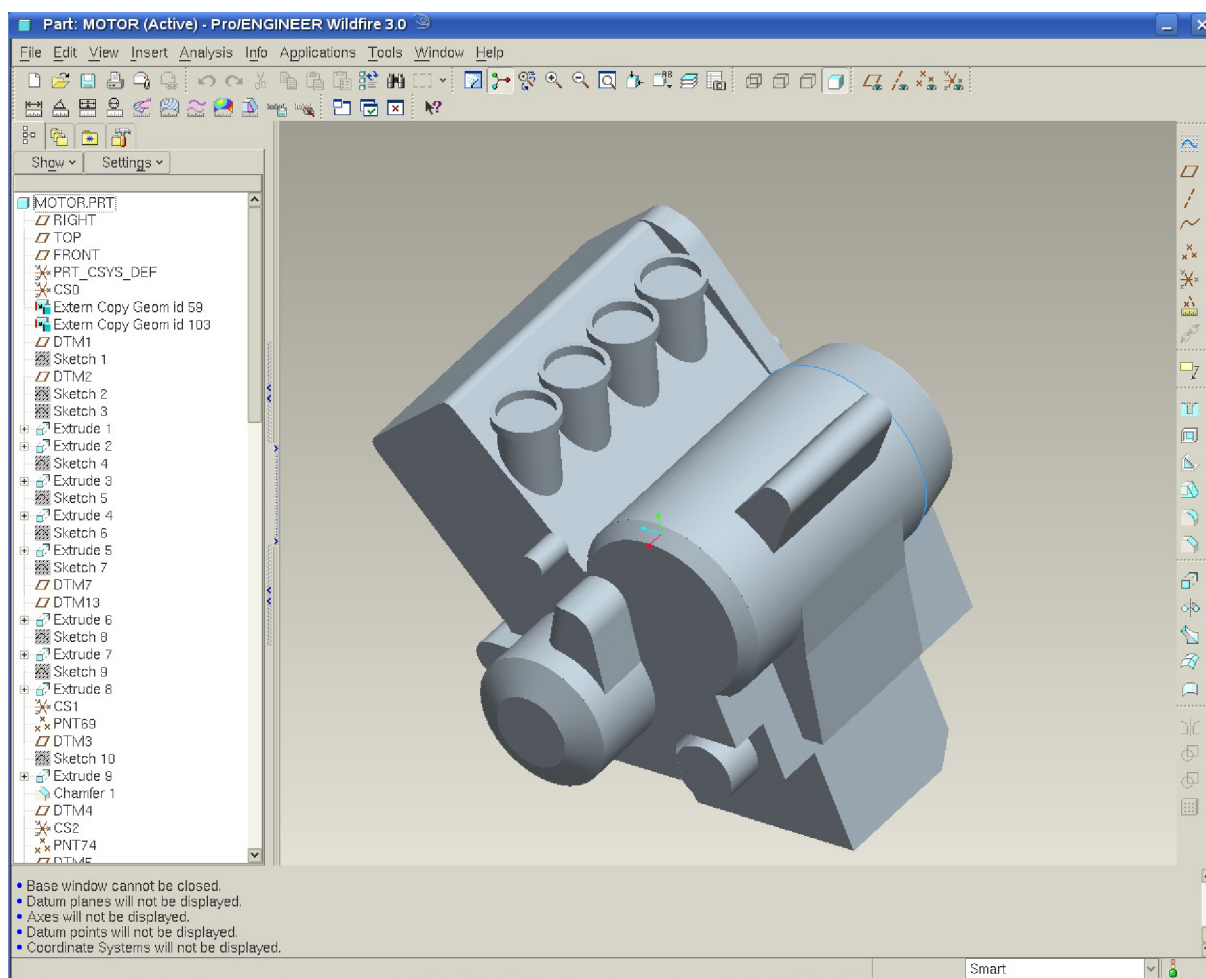 Part: MOTOR (Active) - Pro/ENGINEER Wildfire 3.0
File Edit View Insert Analysis Info Applications Tools Window Help
Show Settings
MOTOR.PRT
RIGHT
TOP
FRONT
PRT_CSYS_DEF
CS0
Extern Copy Geom id 59
Extern Copy Geom id 103
DTM1
Sketch 1
DTM2
Sketch 2
Sketch 3
Extrude 1
Extrude 2
Sketch 4
Extrude 3
Sketch 5
Extrude 4
Sketch 6
Extrude 5
Sketch 7
DTM7
DTM13
Extrude 6
Sketch 8
Extrude 7
Sketch 9
Extrude 8
CS1
PNT69
DTM3
Sketch 10
Extrude 9
Chamfer 1
DTM4
CS2
PNT74
DTM5
• Base window cannot be closed.
• Datum planes will not be displayed.
• Axes will not be displayed.
• Datum points will not be displayed.
• Coordinate Systems will not be displayed.
Smart